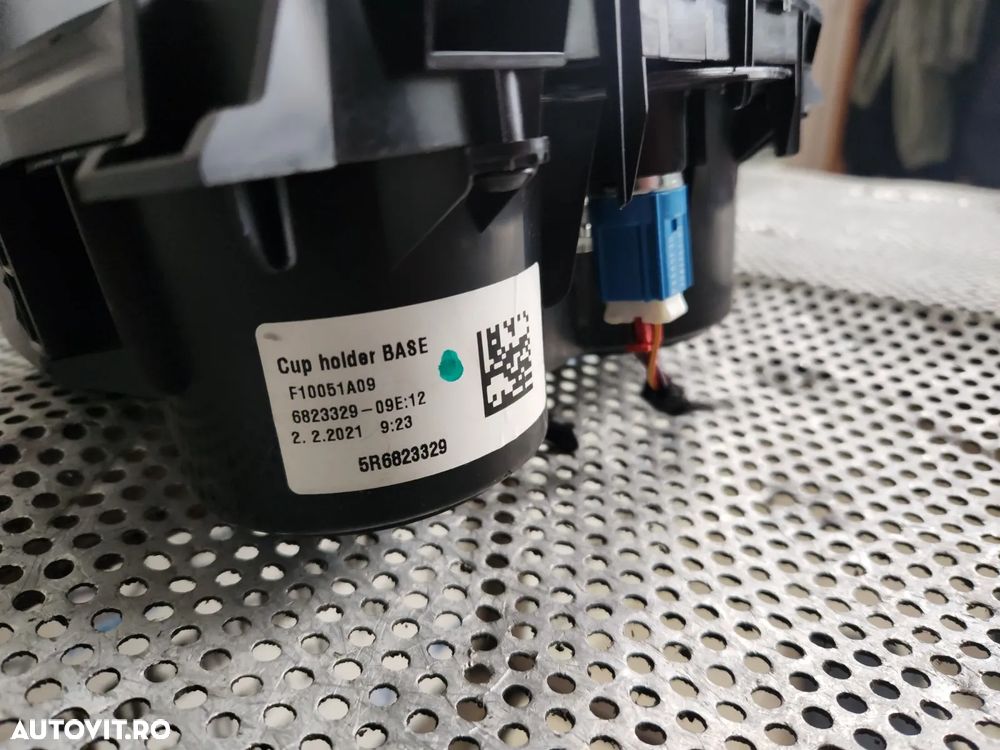 Cup holder BASE
F10051A09
6823329-09E:12
2. 2.2021 9:23
5R6823329
AUTOVIT.RO